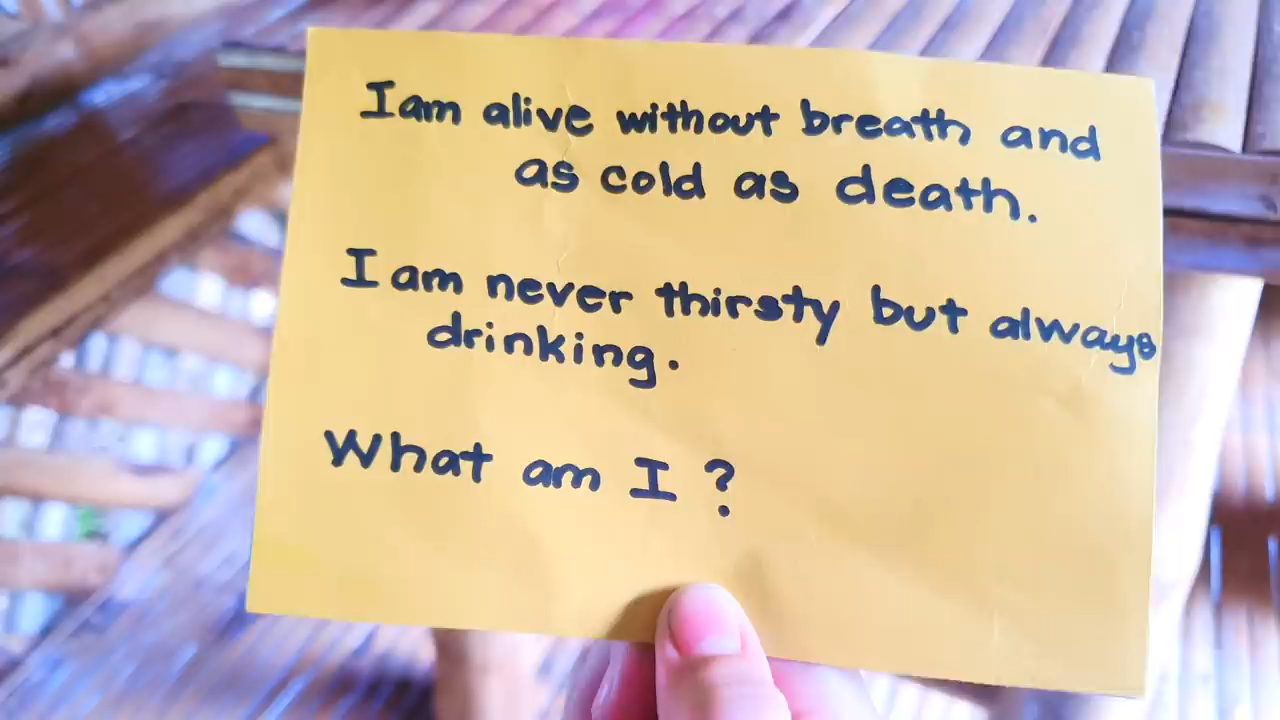 I am alive without breath and
as cold as death.
I am never thirsty but always
drinking.
What am I?